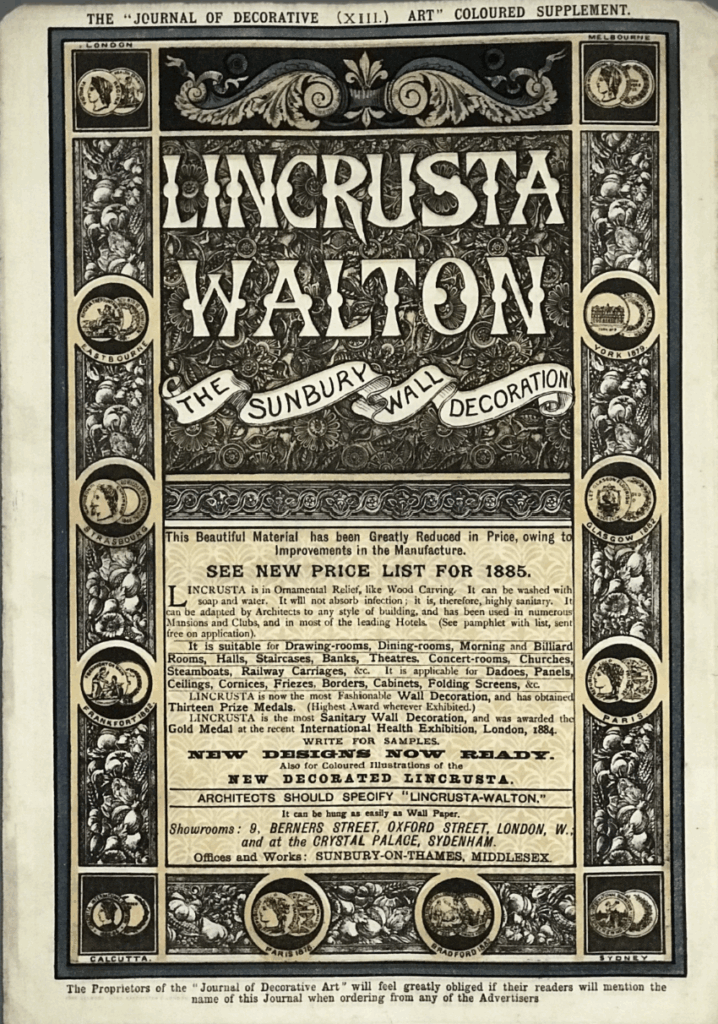 THE "JOURNAL OF DECORATIVE (XIII.) ART" COLOURED SUPPLEMENT.
LONDON
MELBOURNE
LINCRUSTA
WALTON
EASTBOURNE
YORK 1879
THE SUNBURY WALL DECORATION
STRASBOURG
GLASGOW 1882
This Beautiful Material has been Greatly Reduced in Price, owing to
Improvements in the Manufacture.
SEE NEW PRICE LIST FOR 1885.
LINCRUSTA is in Ornamental Relief, like Wood Carving. It can be washed with
soap and water. It will not absorb infection; it is, therefore, highly sanitary. It
can be adapted by Architects to any style of building, and has been used in numerous
Mansions and Clubs, and in most of the leading Hotels. (See pamphlet with list, sent
free on application).
It is suitable for Drawing-rooms, Dining-rooms, Morning and Billiard
Rooms, Halls, Staircases, Banks, Theatres, Concert-rooms, Churches,
Steamboats, Railway Carriages, &c. It is applicable for Dadoes, Panels,
Ceilings, Cornices, Friezes, Borders, Cabinets, Folding Screens, &c.
LINCRUSTA is now the most Fashionable Wall Decoration, and has obtained
Thirteen Prize Medals. (Highest Award wherever Exhibited.)
LINCRUSTA is the most Sanitary Wall Decoration, and was awarded the
Gold Medal at the recent International Health Exhibition, London, 1884.
FRANKFORT 1882
PARIS
WRITE FOR SAMPLES.
NEW DESIGNS NOW READY.
Also for Coloured Illustrations of the
NEW DECORATED LINCRUSTA.
ARCHITECTS SHOULD SPECIFY "LINCRUSTA-WALTON."
It can be hung as easily as Wall Paper.
Showrooms: 9, BERNERS STREET, OXFORD STREET, LONDON, W.;
and at the CRYSTAL PALACE, SYDENHAM.
Offices and Works: SUNBURY-ON-THAMES, MIDDLESEX.
CALCUTTA.
PARIS 1878
BRADFORD
SYDNEY
The Proprietors of the "Journal of Decorative Art" will feel greatly obliged if their readers will mention the
name of this Journal when ordering from any of the Advertisers